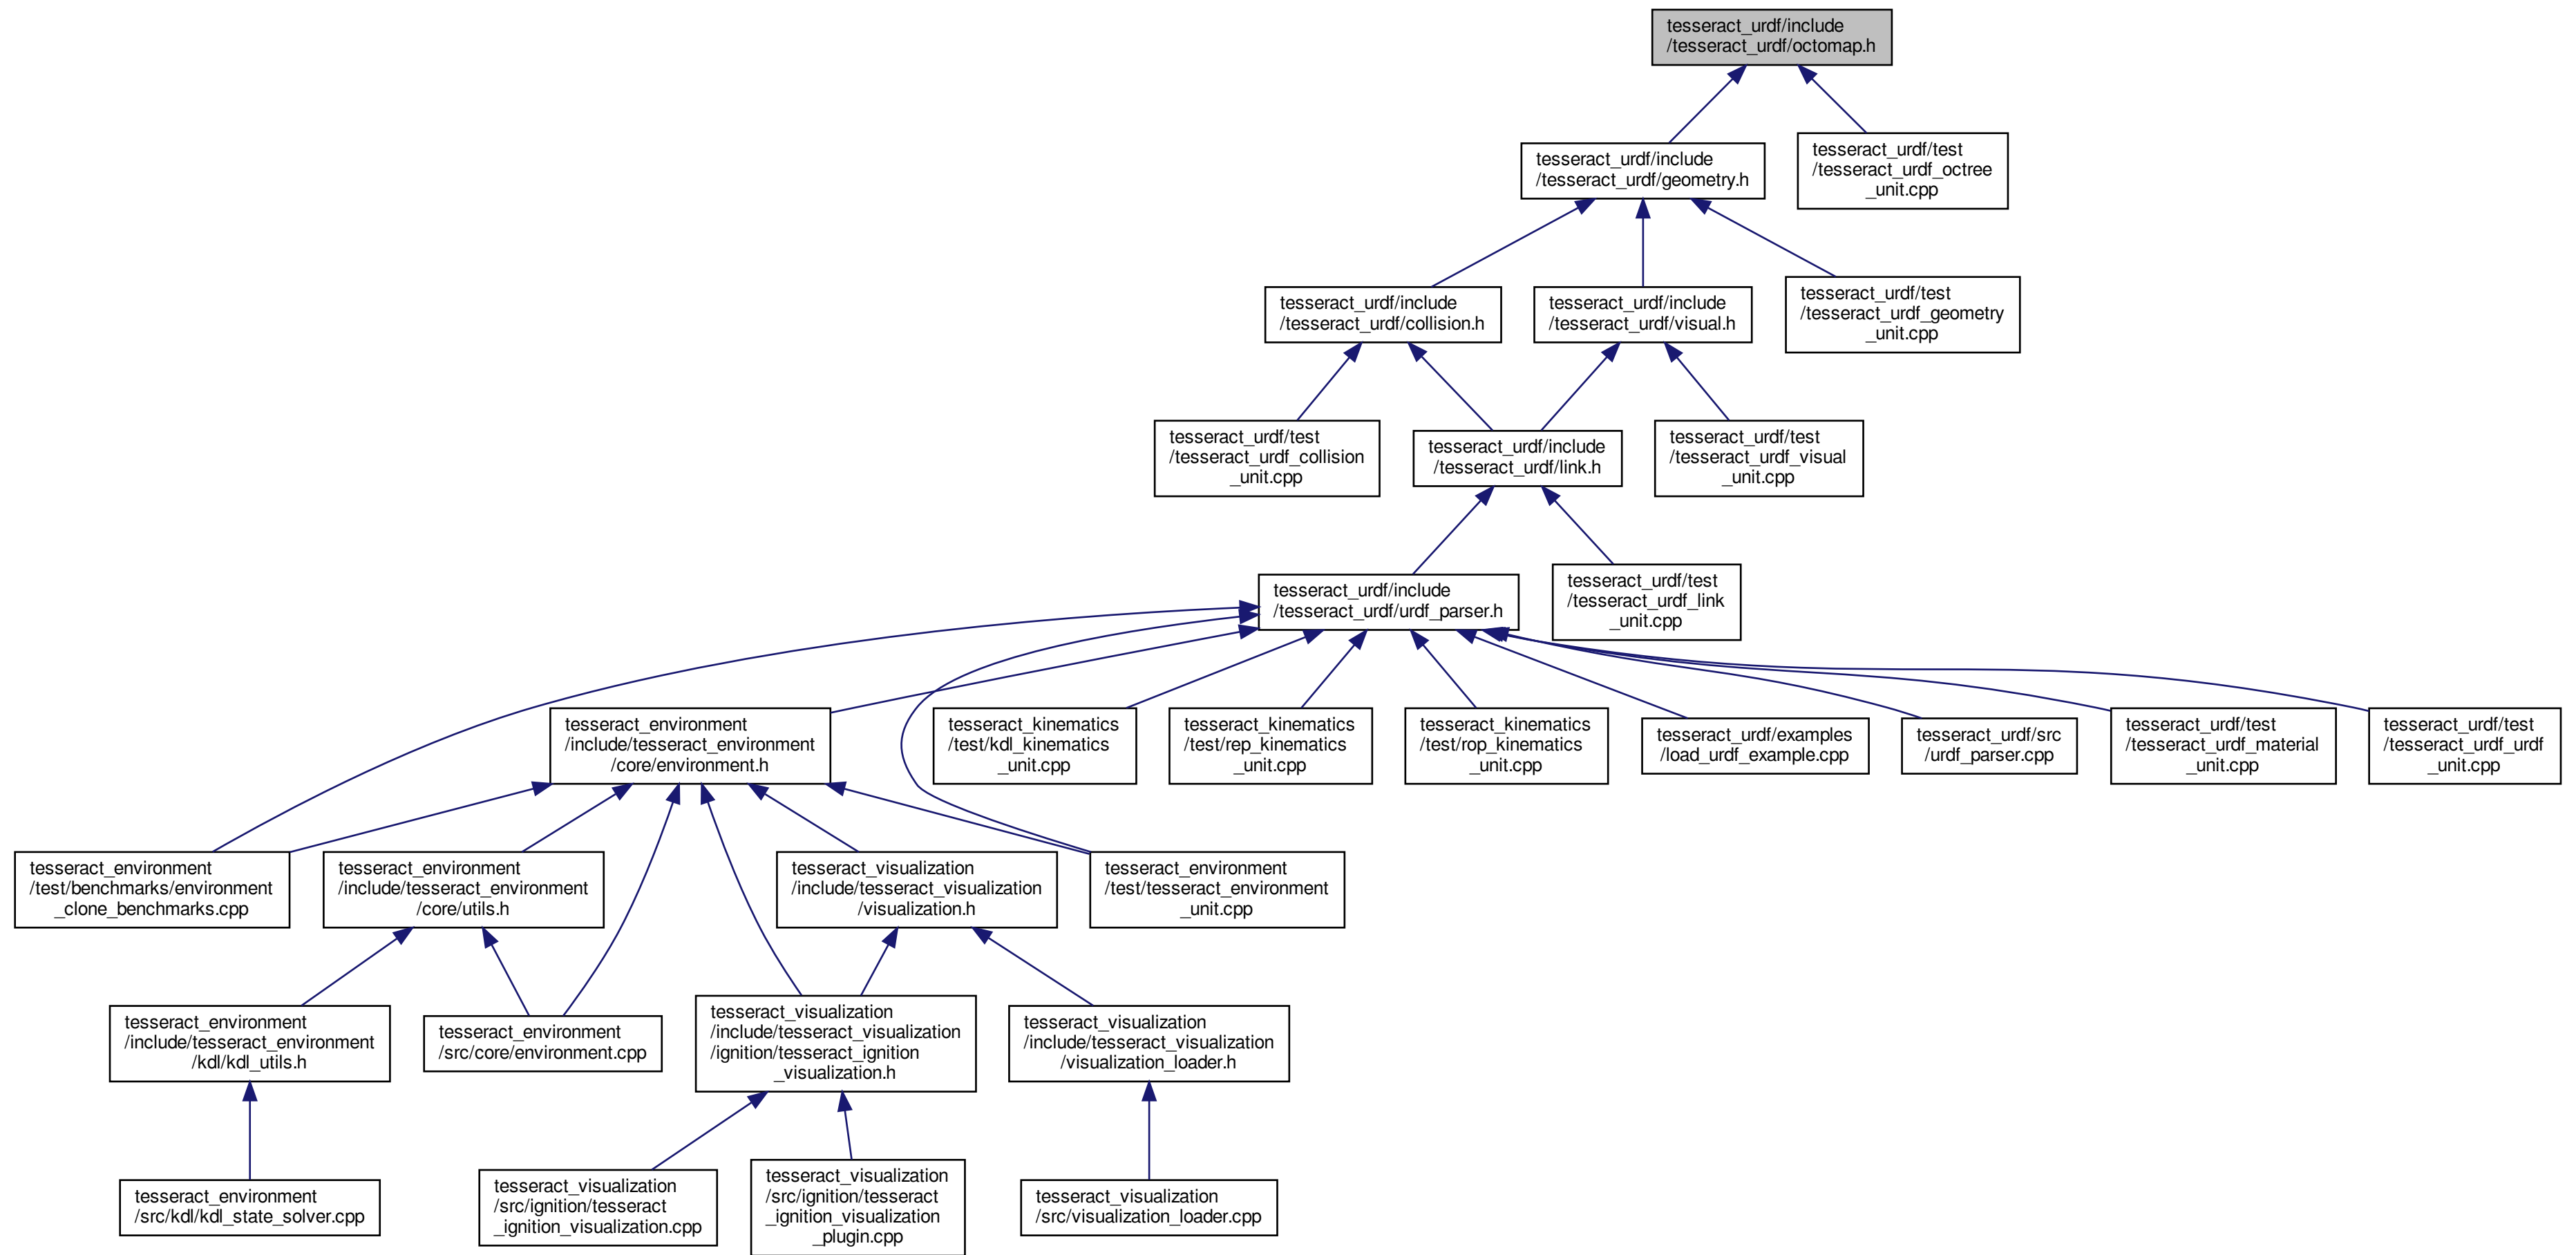 tesseract_urdf/include
/tesseract_urdf/octomap.h
tesseract_urdf/include
/tesseract_urdf/geometry.h
tesseract_urdf/test
/tesseract_urdf_octree
_unit.cpp
tesseract_urdf/include
/tesseract_urdf/collision.h
tesseract_urdf/include
/tesseract_urdf/visual.h
tesseract_urdf/test
/tesseract_urdf_geometry
_unit.cpp
tesseract_urdf/test
/tesseract_urdf_collision
_unit.cpp
tesseract_urdf/include
/tesseract_urdf/link.h
tesseract_urdf/test
/tesseract_urdf_visual
_unit.cpp
tesseract_urdf/include
/tesseract_urdf/urdf_parser.h
tesseract_urdf/test
/tesseract_urdf_link
_unit.cpp
tesseract_environment
/include/tesseract_environment
/core/environment.h
tesseract_kinematics
/test/kdl_kinematics
_unit.cpp
tesseract_kinematics
/test/rep_kinematics
_unit.cpp
tesseract_kinematics
/test/rop_kinematics
_unit.cpp
tesseract_urdf/examples
/load_urdf_example.cpp
tesseract_urdf/src
/urdf_parser.cpp
tesseract_urdf/test
/tesseract_urdf_material
_unit.cpp
tesseract_urdf/test
/tesseract_urdf_urdf
_unit.cpp
tesseract_environment
/test/benchmarks/environment
_clone_benchmarks.cpp
tesseract_environment
/include/tesseract_environment
/core/utils.h
tesseract_visualization
/include/tesseract_visualization
/visualization.h
tesseract_environment
/test/tesseract_environment
_unit.cpp
tesseract_environment
/include/tesseract_environment
/kdl/kdl_utils.h
tesseract_environment
/src/core/environment.cpp
tesseract_visualization
/include/tesseract_visualization
/ignition/tesseract_ignition
_visualization.h
tesseract_visualization
/include/tesseract_visualization
/visualization_loader.h
tesseract_environment
/src/kdl/kdl_state_solver.cpp
tesseract_visualization
/src/ignition/tesseract
_ignition_visualization.cpp
tesseract_visualization
/src/ignition/tesseract
_ignition_visualization
_plugin.cpp
tesseract_visualization
/src/visualization_loader.cpp